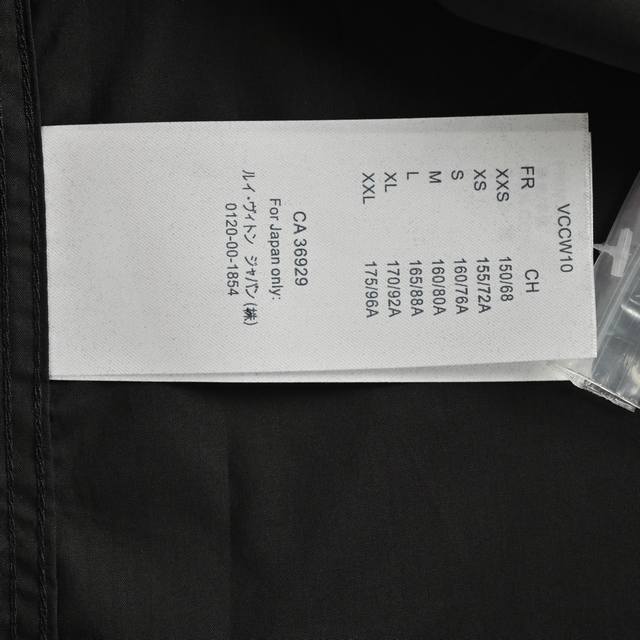 VCCW10
FR CH
XXS 150/68
XS 155/72A
S 160/76A
M 160/80A
L 165/88A
XL 170/92A
XXL 175/96A
CA 36929
For Japan only:
ルイ・ヴィトン ジャパン(株)
0120-00-1854